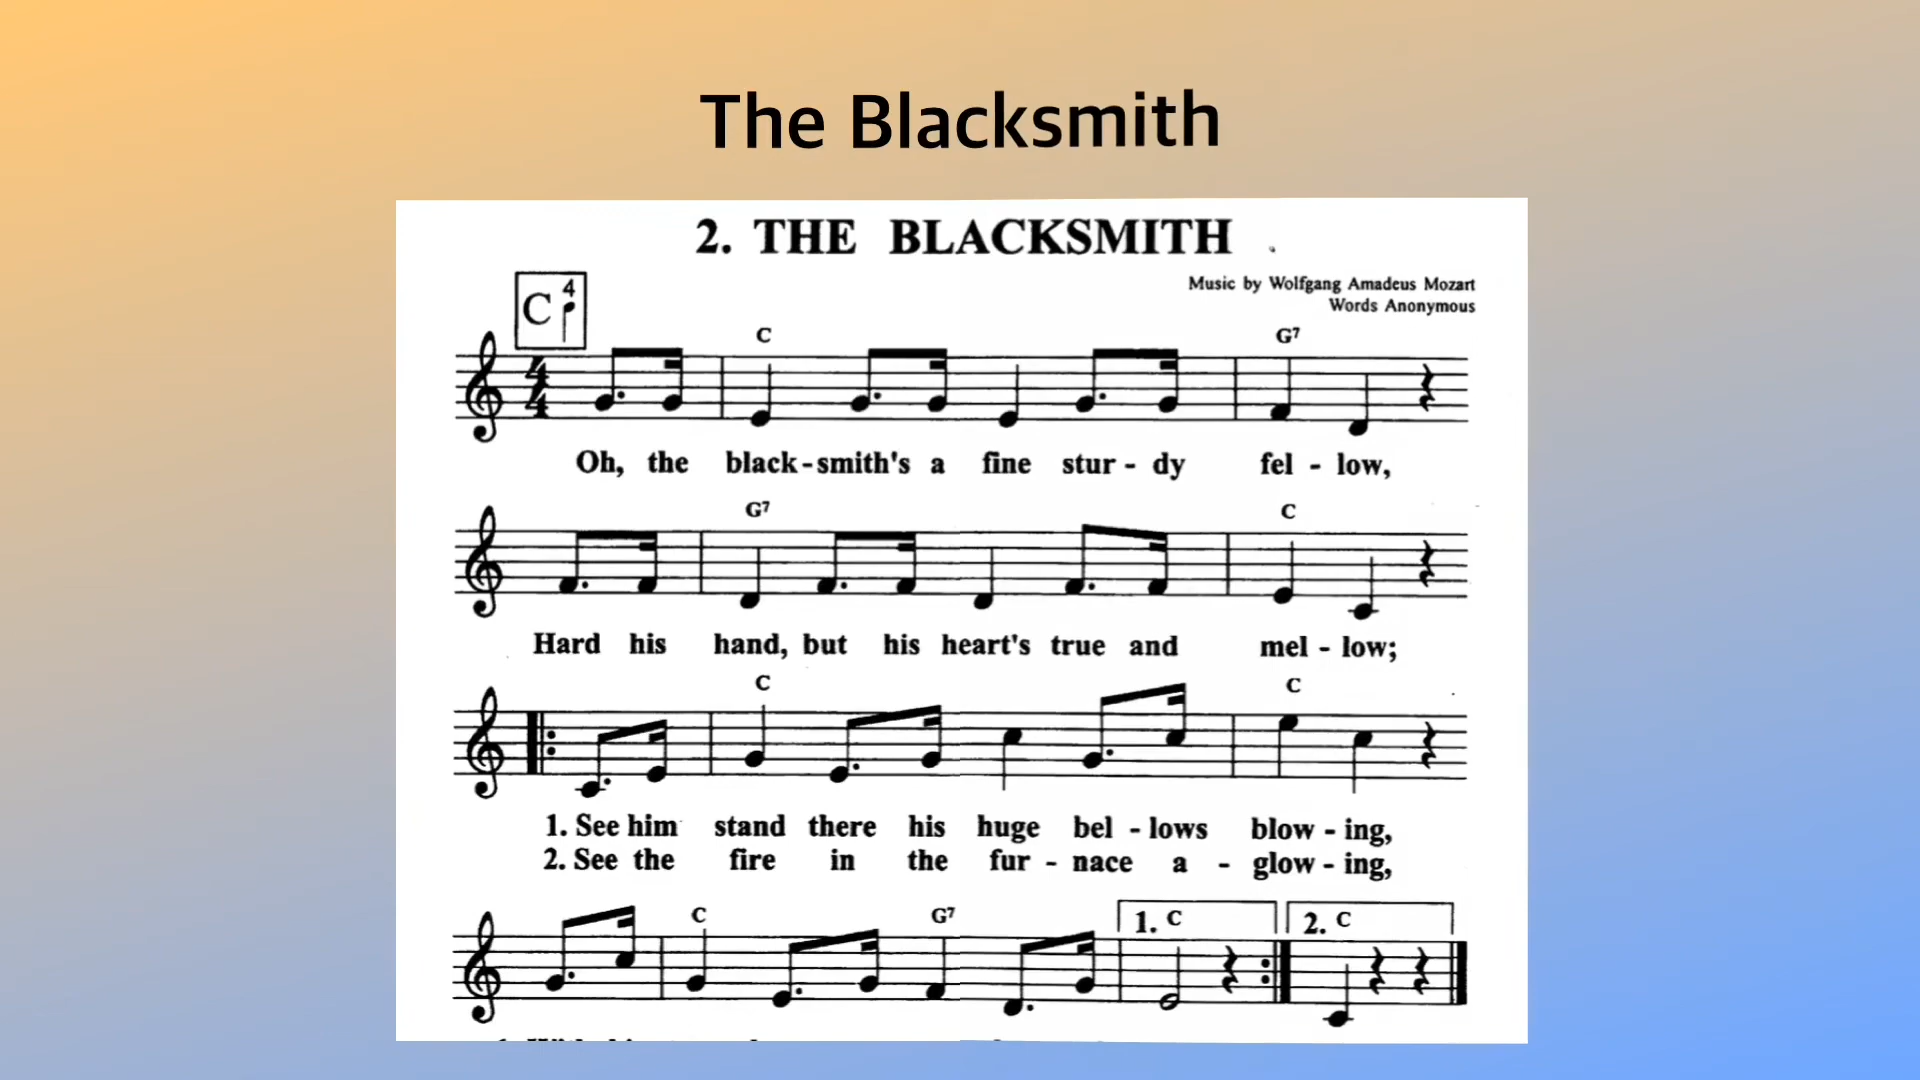 The Blacksmith
2. THE BLACKSMITH
Music by Wolfgang Amadeus Mozart
Words Anonymous
C 4
C G7
4
4
Oh, the black-smith's a fine stur - dy fel - low,
G7 C
Hard his hand, but his heart's true and mel - low;
C C
1. See him stand there his huge bel - lows blow - ing,
2. See the fire in the fur - nace a - glow - ing,
C G7 1. C 2. C